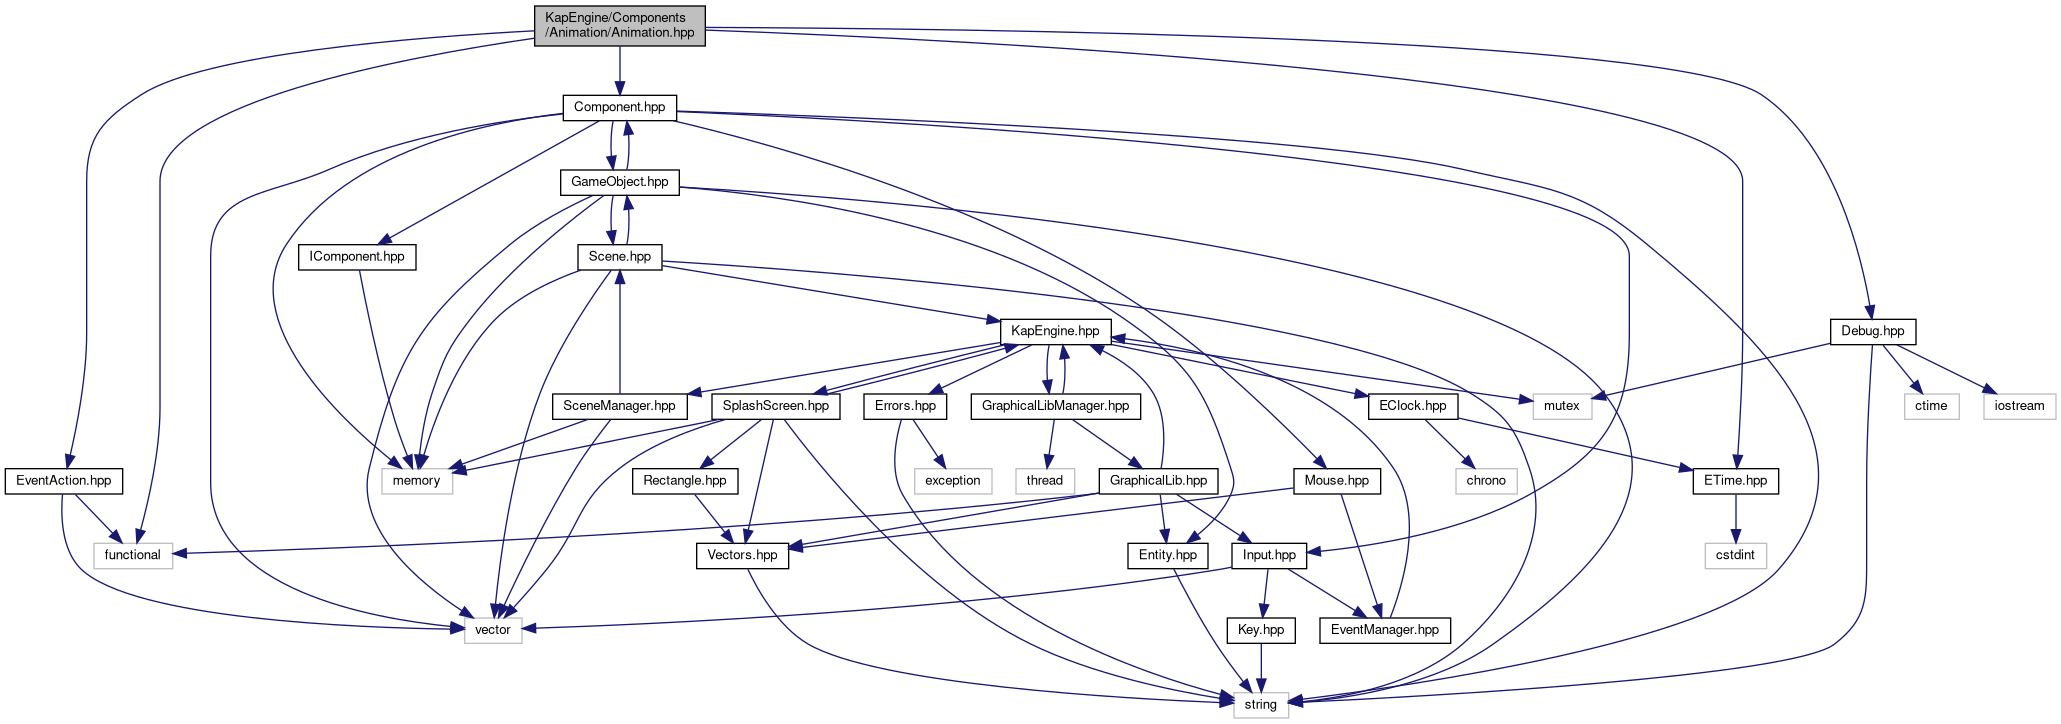 KapEngine/Components
/Animation/Animation.hpp
Component.hpp
GameObject.hpp
IComponent.hpp
Scene.hpp
KapEngine.hpp
Debug.hpp
SceneManager.hpp
SplashScreen.hpp
Errors.hpp
GraphicalLibManager.hpp
EClock.hpp
mutex
ctime
iostream
EventAction.hpp
memory
Rectangle.hpp
exception
thread
GraphicalLib.hpp
Mouse.hpp
chrono
ETime.hpp
functional
Vectors.hpp
Entity.hpp
Input.hpp
cstdint
vector
Key.hpp
EventManager.hpp
string